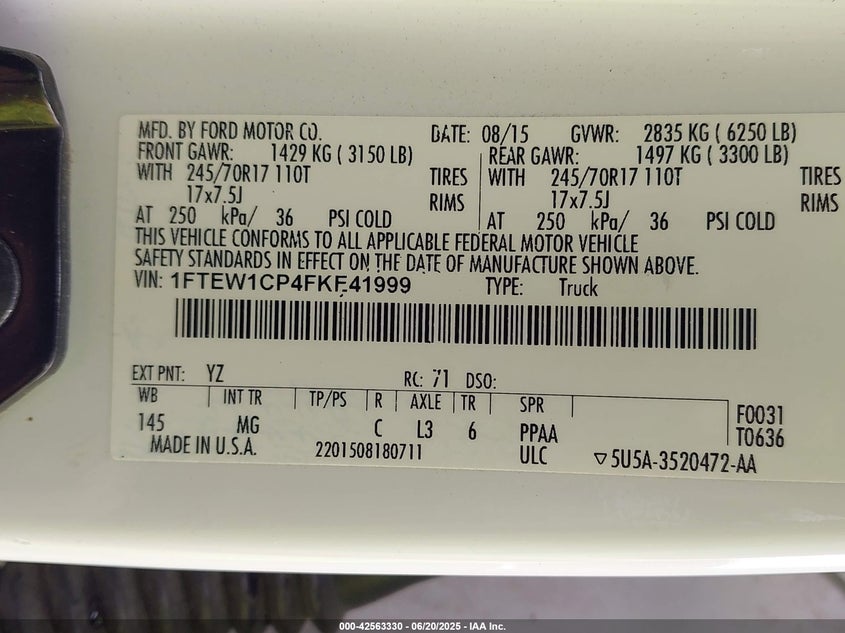 MFD. BY FORD MOTOR CO. DATE: 08/15 GVWR: 2835 KG ( 6250 LB)
FRONT GAWR: 1429 KG ( 3150 LB) REAR GAWR: 1497 KG ( 3300 LB)
WITH 245/70R17 110T TIRES WITH 245/70R17 110T TIRES
17x7.5J RIMS 17x7.5J RIMS
AT 250 kPa/ 36 PSI COLD AT 250 kPa/ 36 PSI COLD
THIS VEHICLE CONFORMS TO ALL APPLICABLE FEDERAL MOTOR VEHICLE
SAFETY STANDARDS IN EFFECT ON THE DATE OF MANUFACTURE SHOWN ABOVE.
VIN: 1FTEW1CP4FKE41999 TYPE: Truck
EXT PNT: YZ RC: 71 DSO:
WB INT TR TP/PS R AXLE TR SPR F0031
145 MG C L3 6 PPAA T0636
MADE IN U.S.A. 2201508180711 ULC ▽5U5A-3520472-AA
000-42563330 - 06/20/2025 - IAA Inc.